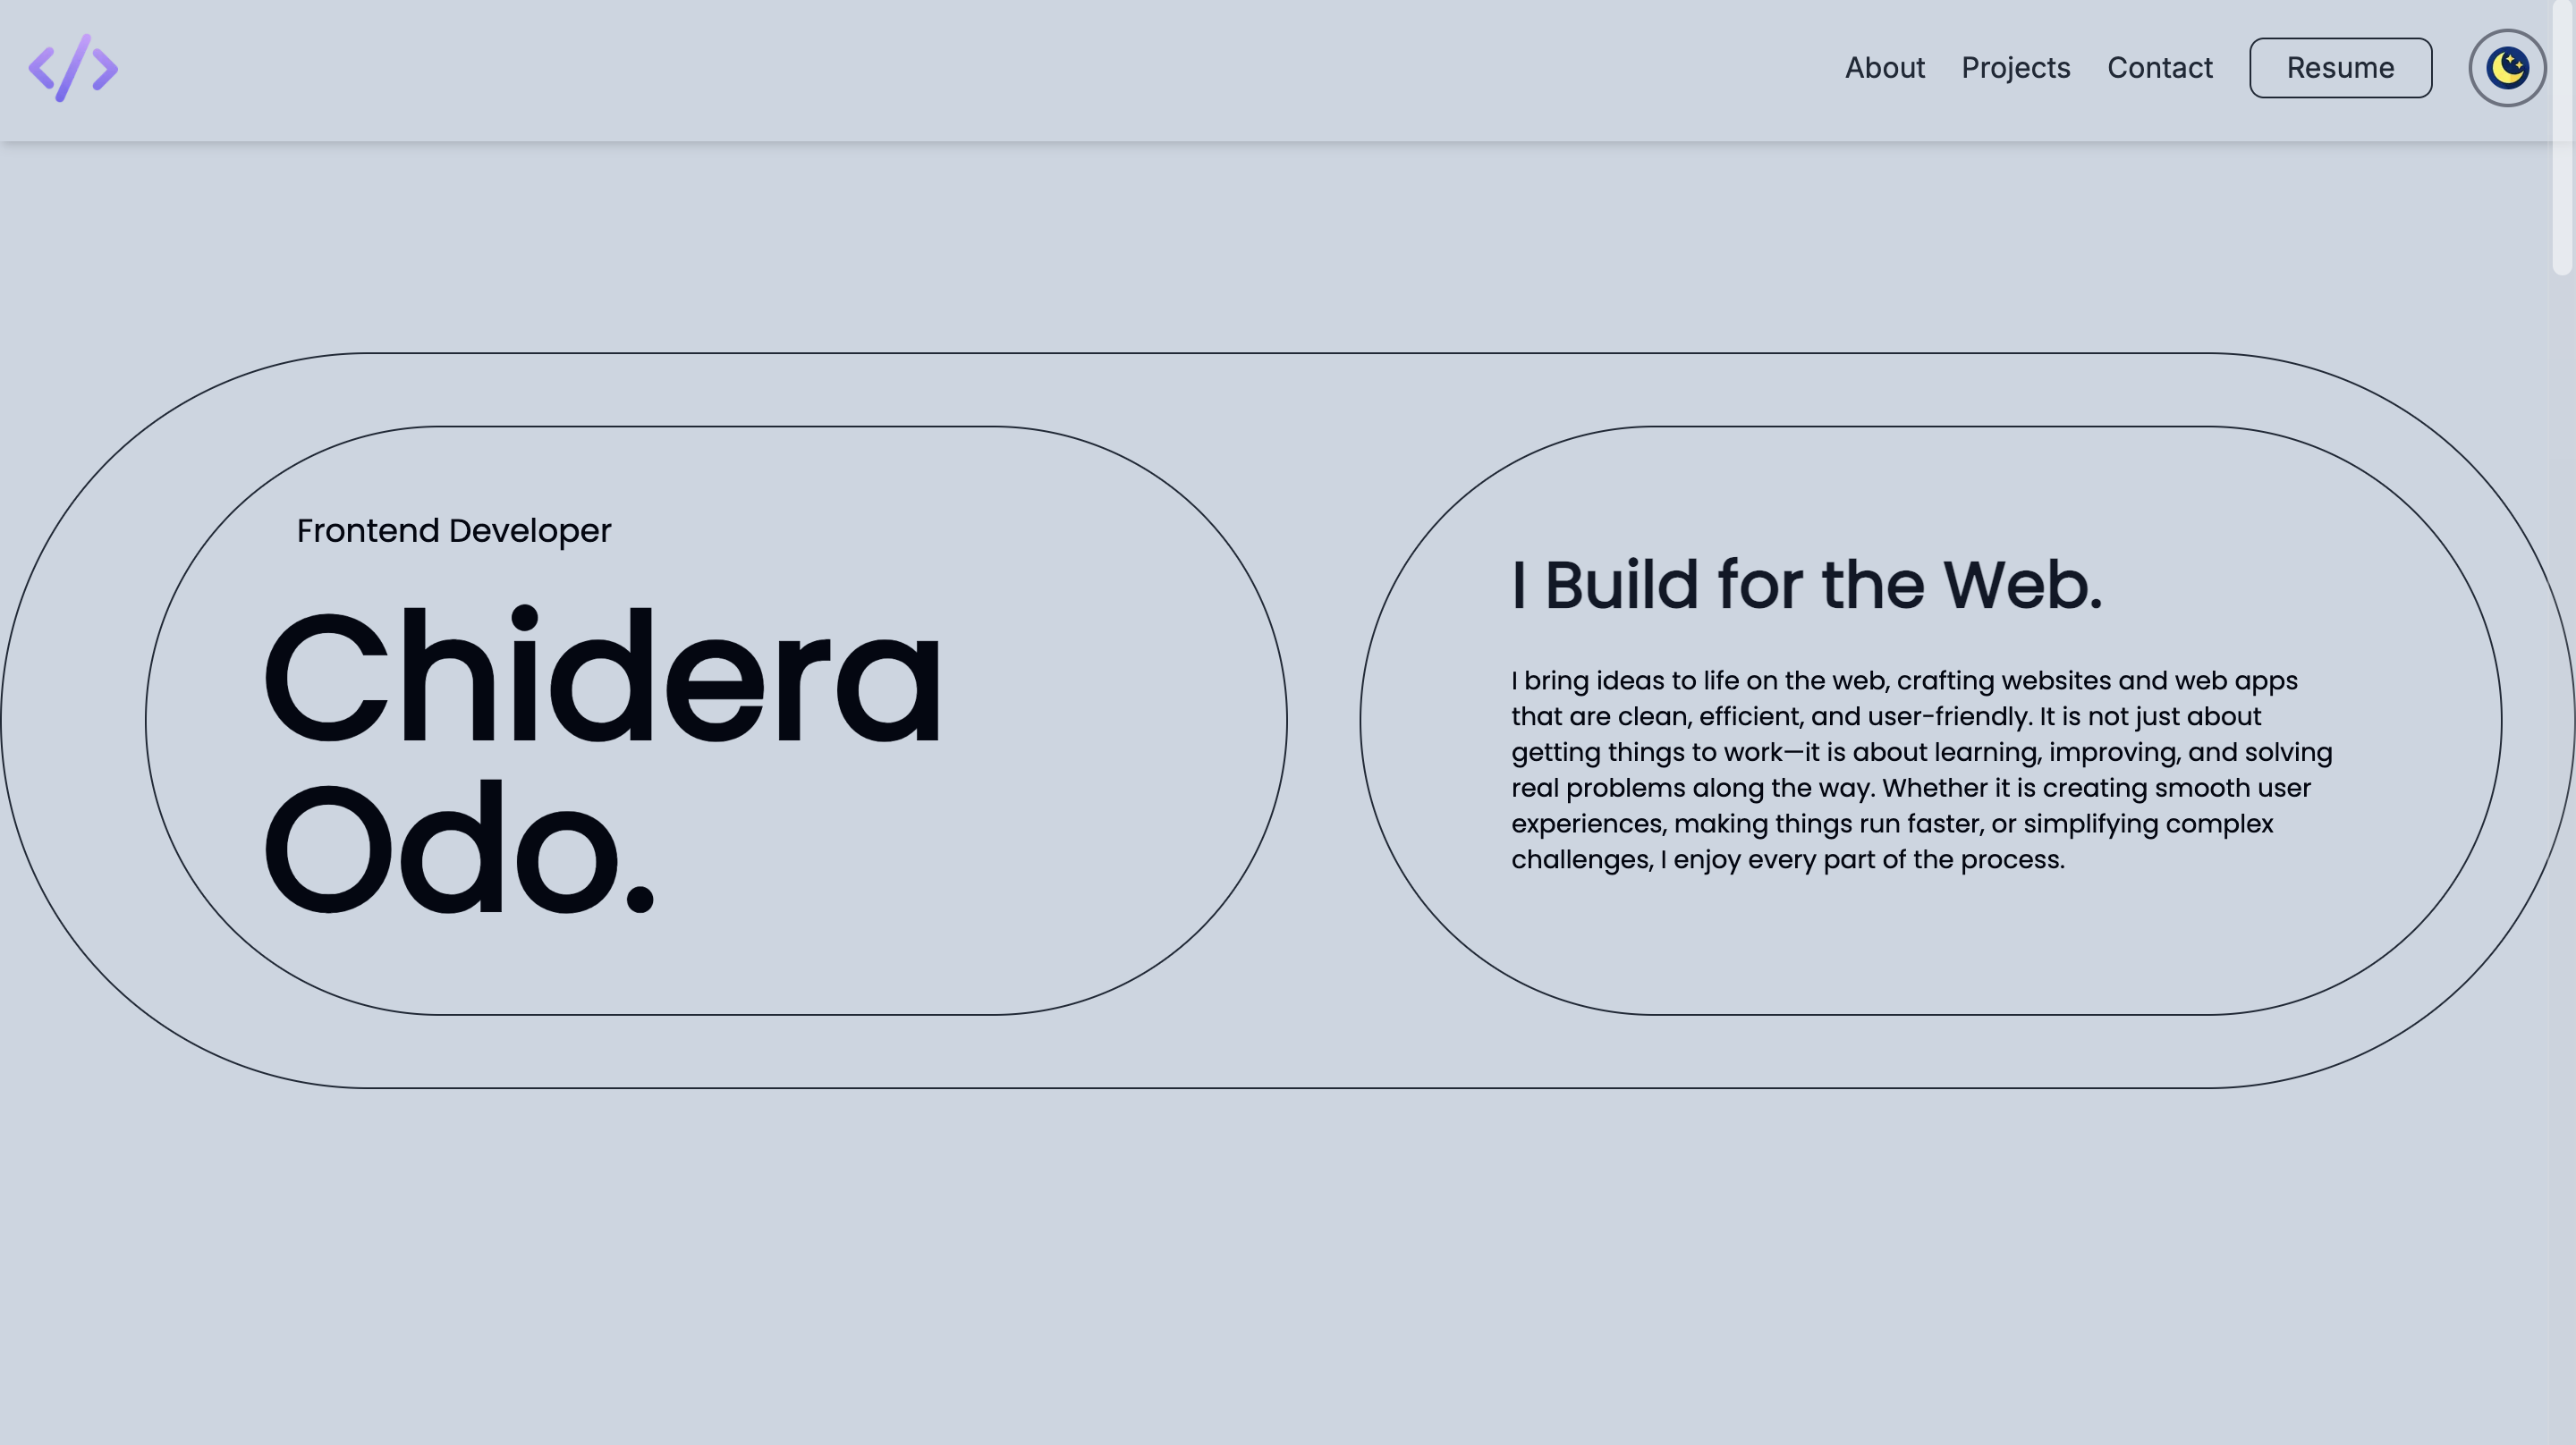 </>
About Projects Contact Resume
Frontend Developer
Chidera
Odo.
I Build for the Web.
I bring ideas to life on the web, crafting websites and web apps
that are clean, efficient, and user-friendly. It is not just about
getting things to work—it is about learning, improving, and solving
real problems along the way. Whether it is creating smooth user
experiences, making things run faster, or simplifying complex
challenges, I enjoy every part of the process.